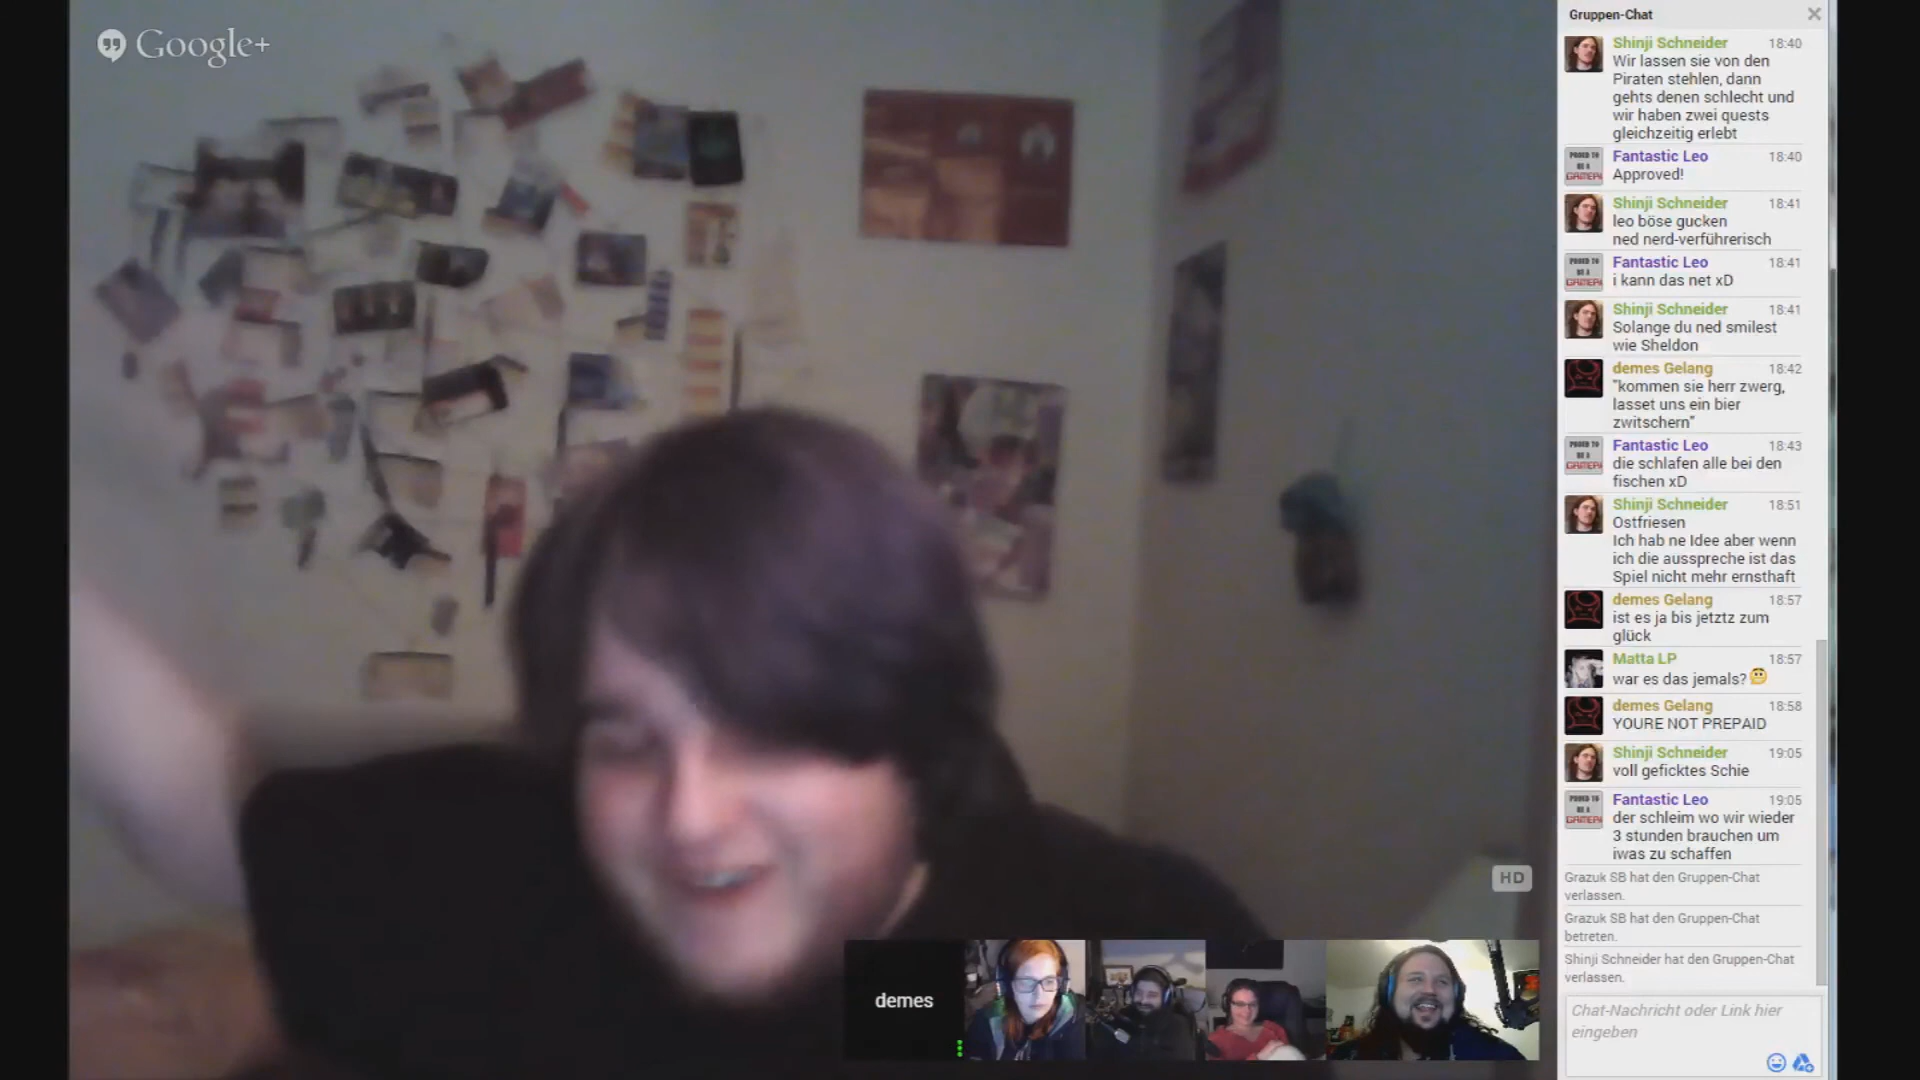 Google+
Gruppen-Chat
Shinji Schneider 18:40
Wir lassen sie von den
Piraten stehlen, dann
gehts denen schlecht und
wir haben zwei quests
gleichzeitig erlebt
Fantastic Leo 18:40
Approved!
Shinji Schneider 18:41
leo böse gucken
ned nerd-verführerisch
Fantastic Leo 18:41
i kann das net xD
Shinji Schneider 18:41
Solange du ned smilest
wie Sheldon
demes Gelang 18:42
"kommen sie herr zwerg,
lasset uns ein bier
zwitschern"
Fantastic Leo 18:43
die schlafen alle bei den
fischen xD
Shinji Schneider 18:51
Ostfriesen
Ich hab ne Idee aber wenn
ich die ausspreche ist das
Spiel nicht mehr ernsthaft
demes Gelang 18:57
ist es ja bis jetztz zum
glück
Matta LP 18:57
war es das jemals?
demes Gelang 18:58
YOURE NOT PREPAID
Shinji Schneider 19:05
voll geficktes Schie
Fantastic Leo 19:05
der schleim wo wir wieder
3 stunden brauchen um
iwas zu schaffen
Grazuk SB hat den Gruppen-Chat
verlassen.
Grazuk SB hat den Gruppen-Chat
betreten.
Shinji Schneider hat den Gruppen-Chat
verlassen.
Chat-Nachricht oder Link hier
eingeben
HD
demes